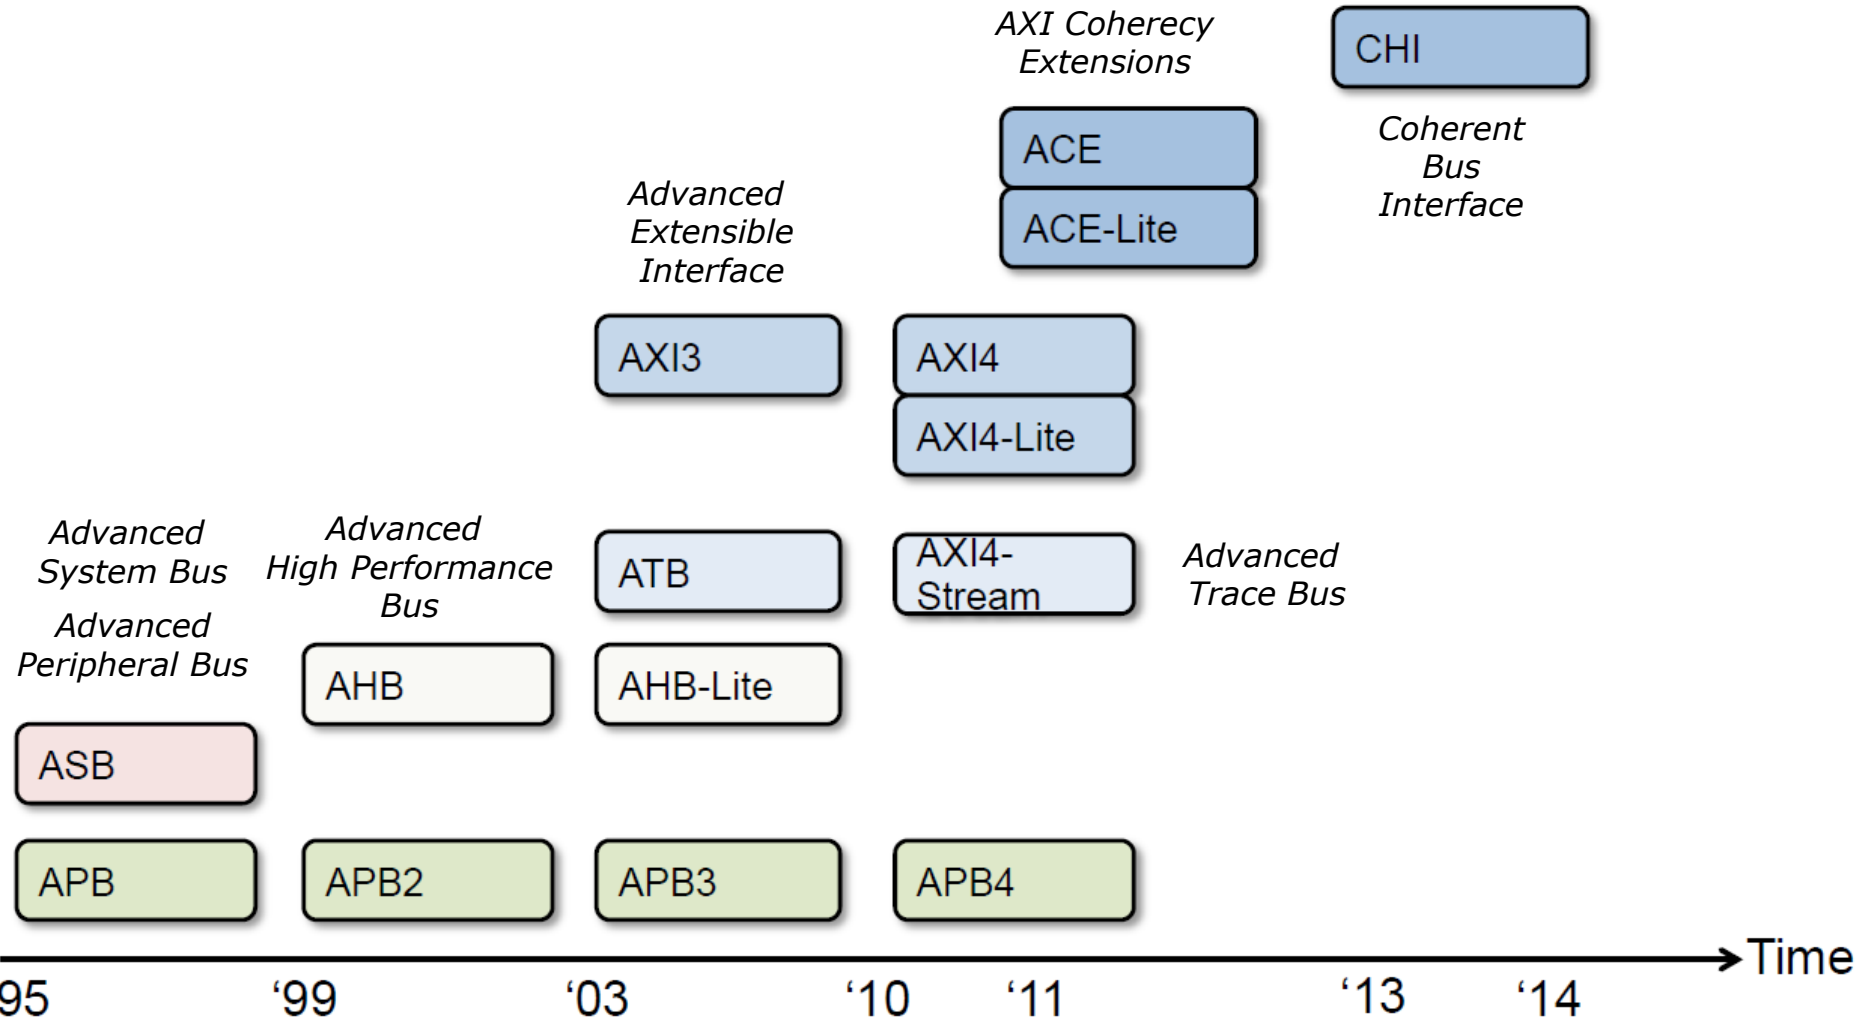 AXI Coherecy
Extensions
CHI
ACE
Coherent
Bus
Interface
ACE-Lite
Advanced
Extensible
Interface
AXI3
AXI4
AXI4-Lite
Advanced
System Bus
Advanced
High Performance
Bus
ATB
AXI4-
Stream
Advanced
Trace Bus
Advanced
Peripheral Bus
AHB
AHB-Lite
ASB
APB
APB2
APB3
APB4
Time
95
‘99
‘03
‘10
‘11
‘13
‘14